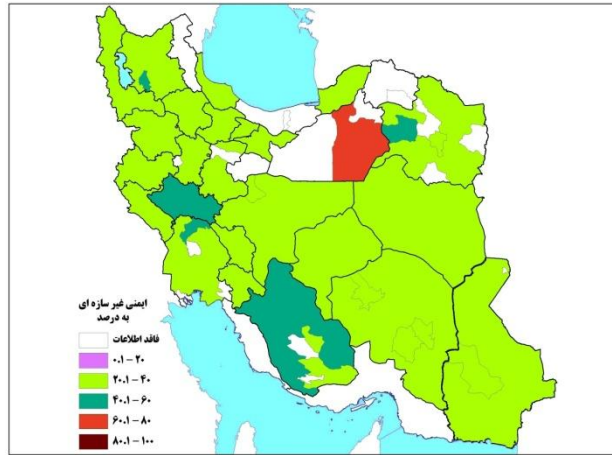 ایمنی غیر سازه ای
به درصد
فاقد اطلاعات
۰.۱ – ۲۰
۲۰.۱ – ۴۰
۴۰.۱ – ۶۰
۶۰.۱ – ۸۰
۸۰.۱ – ۱۰۰